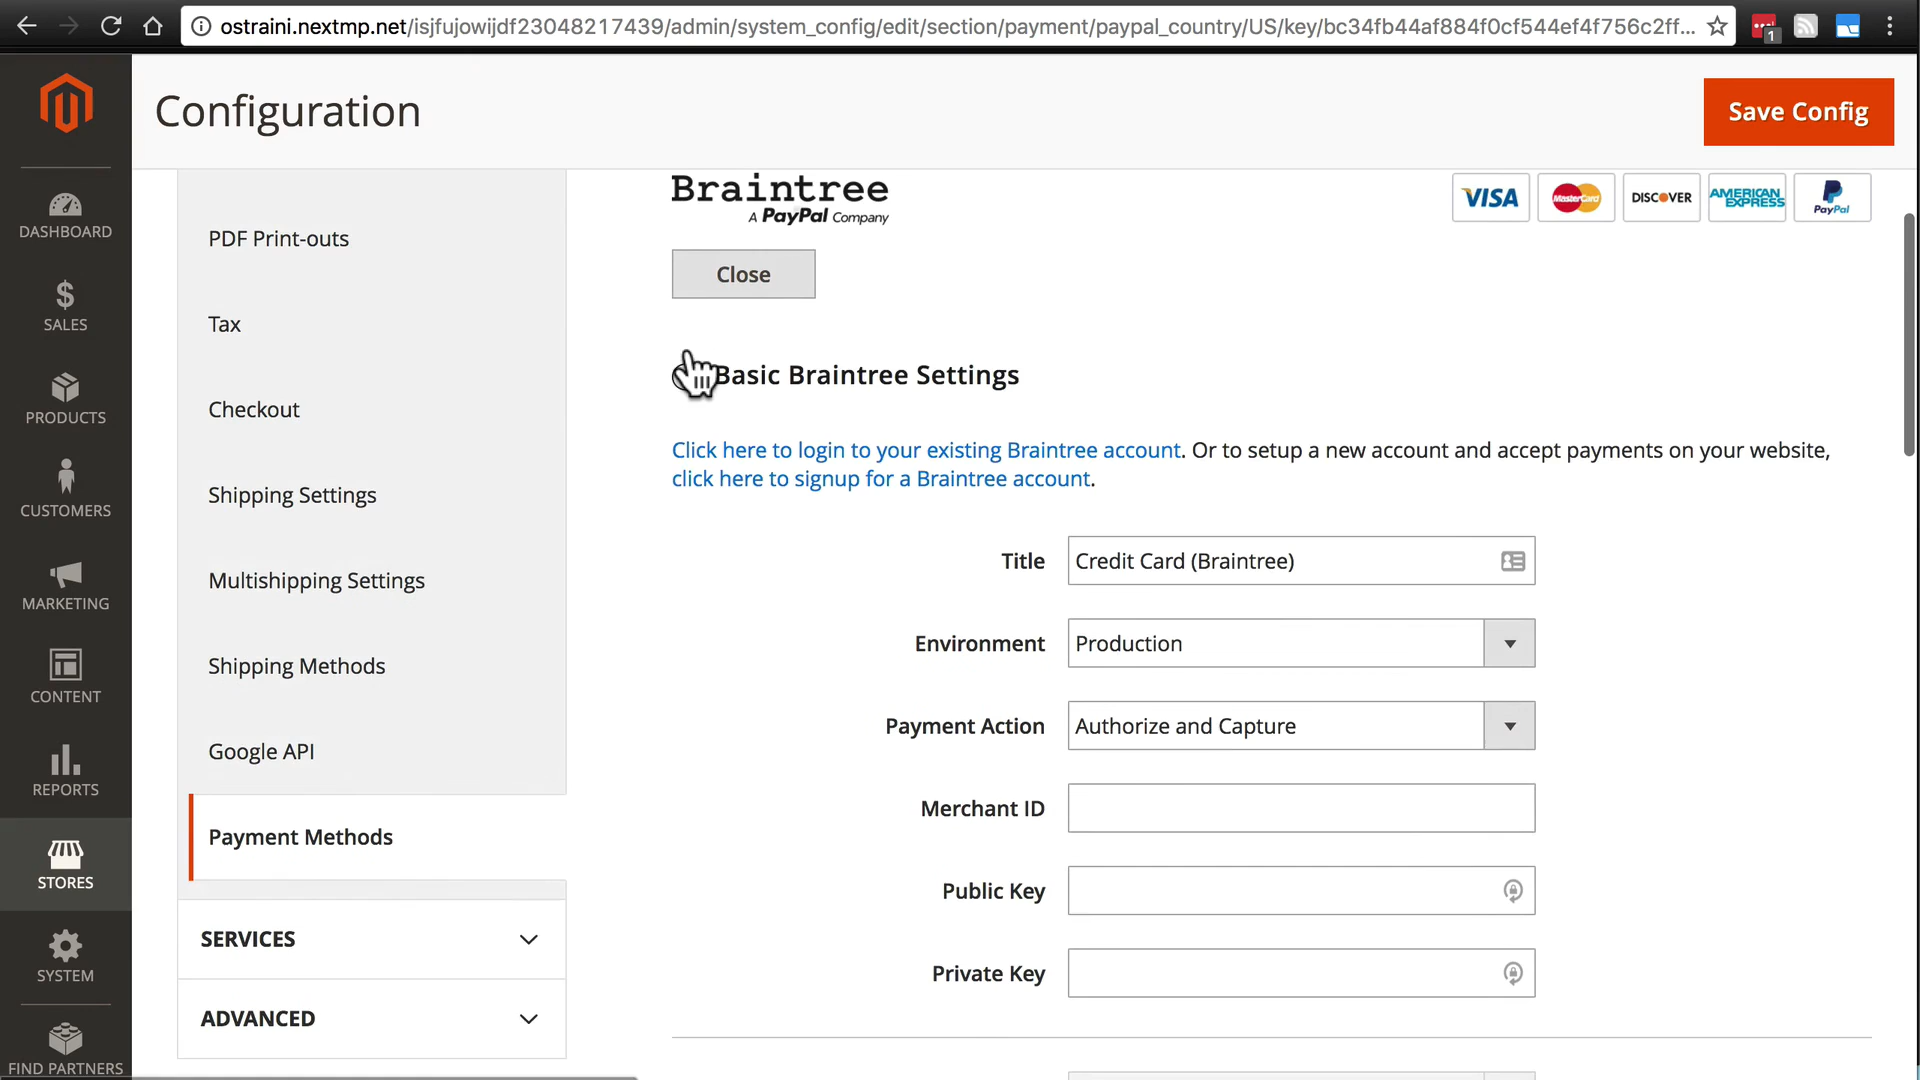 ostraini.nextmp.net/isjfujowijdf23048217439/admin/system_config/edit/section/payment/paypal_country/US/key/bc34fb44af884f0cf544ef4f756c2ff...
1
Configuration
Save Config
DASHBOARD
SALES
PRODUCTS
CUSTOMERS
MARKETING
CONTENT
REPORTS
STORES
SYSTEM
FIND PARTNERS
PDF Print-outs
Tax
Checkout
Shipping Settings
Multishipping Settings
Shipping Methods
Google API
Payment Methods
SERVICES
ADVANCED
Braintree
A PayPal Company
VISA
MasterCard
DISCOVER
AMERICAN EXPRESS
PayPal
Close
Basic Braintree Settings
Click here to login to your existing Braintree account. Or to setup a new account and accept payments on your website,
click here to signup for a Braintree account.
Title
Credit Card (Braintree)
Environment
Production
Payment Action
Authorize and Capture
Merchant ID
Public Key
Private Key